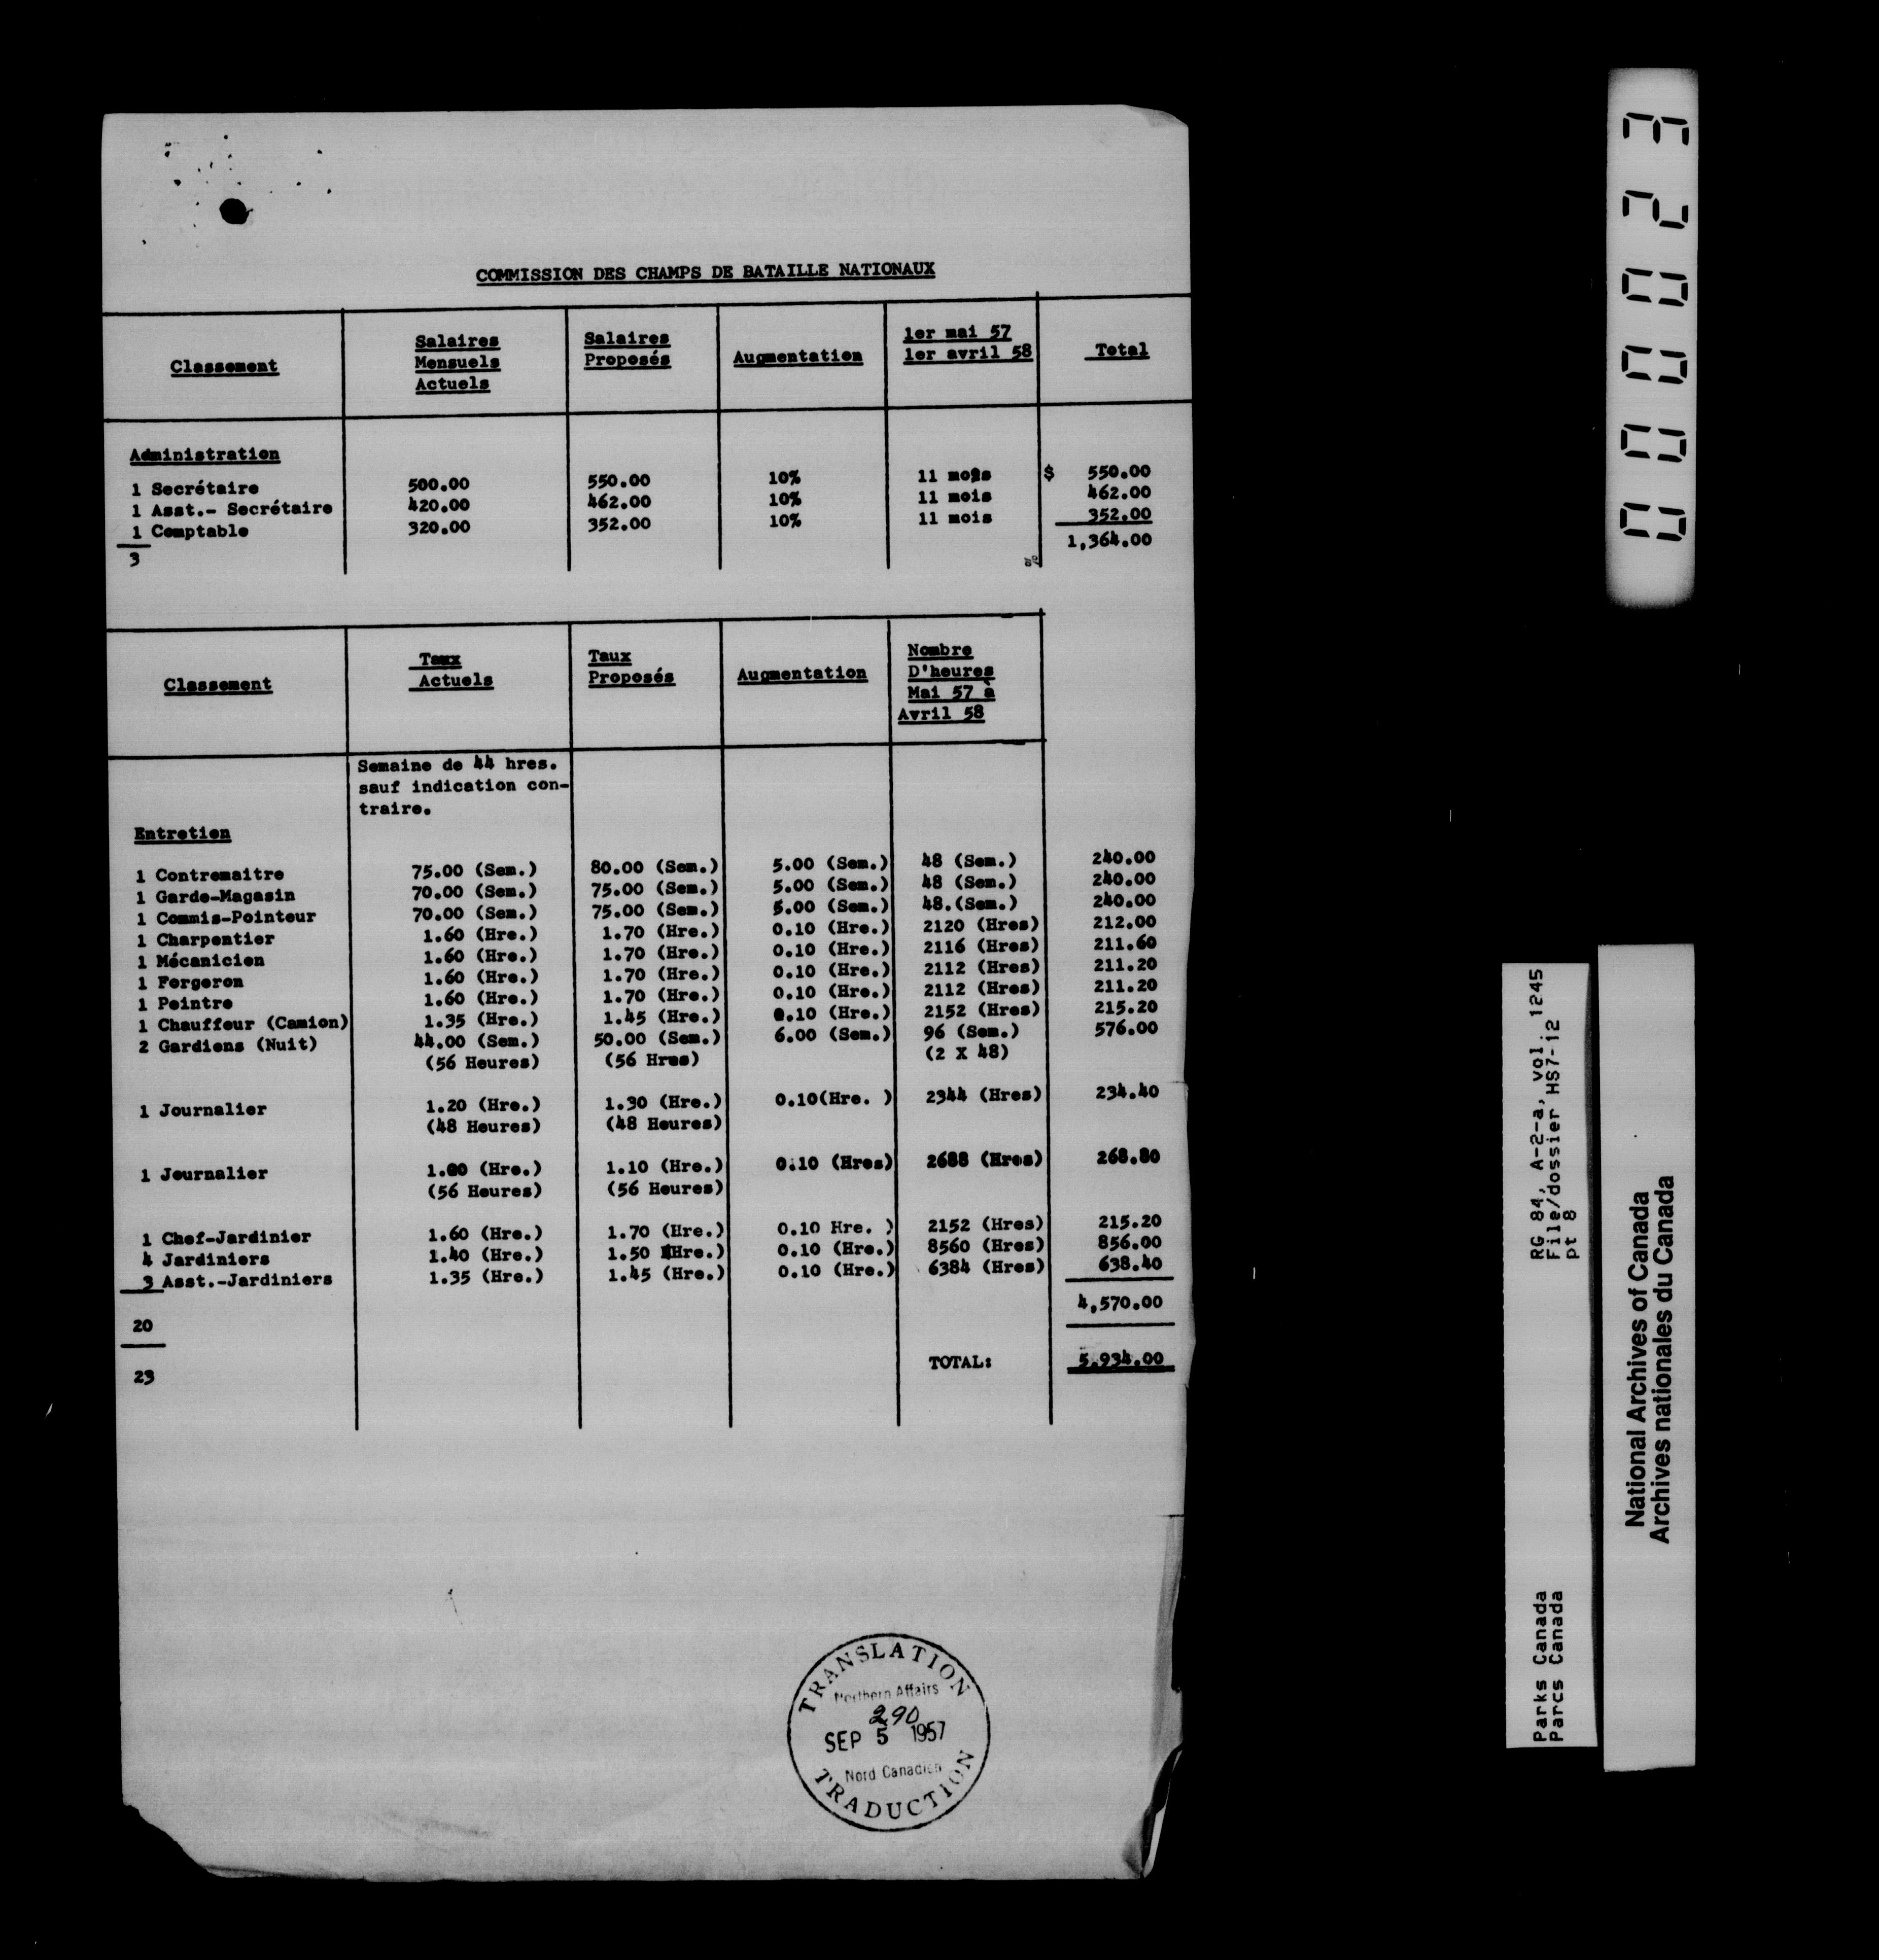 COMMISSION DES CHAMPS DE BATAILLE NATIONAUX
Classement
Salaires Mensuels Actuels
Salaires Proposés
Augmentation
1er mai 57 1er avril 58
Total
Administration
1 Secrétaire 500.00 550.00 10% 11 mois $ 550.00
1 Asst.- Secrétaire 420.00 462.00 10% 11 mois 462.00
1 Comptable 320.00 352.00 10% 11 mois 352.00
3 1,364.00
Classement
Taux Actuels
Taux Proposés
Augmentation
Nombre D'heures Mai 57 à Avril 58
Semaine de 44 hres.
sauf indication con-
traire.
Entretien
1 Contremaitre 75.00 (Sem.) 80.00 (Sem.) 5.00 (Sem.) 48 (Sem.) 240.00
1 Garde-Magasin 70.00 (Sem.) 75.00 (Sem.) 5.00 (Sem.) 48 (Sem.) 240.00
1 Commis-Pointeur 70.00 (Sem.) 75.00 (Sem.) 5.00 (Sem.) 48.(Sem.) 240.00
1 Charpentier 1.60 (Hre.) 1.70 (Hre.) 0.10 (Hre.) 2120 (Hres) 212.00
1 Mécanicien 1.60 (Hre.) 1.70 (Hre.) 0.10 (Hre.) 2116 (Hres) 211.60
1 Forgeron 1.60 (Hre.) 1.70 (Hre.) 0.10 (Hre.) 2112 (Hres) 211.20
1 Peintre 1.60 (Hre.) 1.70 (Hre.) 0.10 (Hre.) 2112 (Hres) 211.20
1 Chauffeur (Camion) 1.35 (Hre.) 1.45 (Hre.) 0.10 (Hre.) 2152 (Hres) 215.20
2 Gardiens (Nuit) 44.00 (Sem.) 50.00 (Sem.) 6.00 (Sem.) 96 (Sem.) 576.00
(56 Heures) (56 Hres) (2 X 48)
1 Journalier 1.20 (Hre.) 1.30 (Hre.) 0.10(Hre. ) 2344 (Hres) 234.40
(48 Heures) (48 Heures)
1 Journalier 1.00 (Hre.) 1.10 (Hre.) 0.10 (Hres) 2688 (Hres) 268.80
(56 Heures) (56 Heures)
1 Chef-Jardinier 1.60 (Hre.) 1.70 (Hre.) 0.10 Hre. ) 2152 (Hres) 215.20
4 Jardiniers 1.40 (Hre.) 1.50 (Hre.) 0.10 (Hre.) 8560 (Hres) 856.00
3 Asst.-Jardiniers 1.35 (Hre.) 1.45 (Hre.) 0.10 (Hre.) 6384 (Hres) 638.40
4,570.00
20
TOTAL: 5,934.00
23
TRANSLATION
Northern Affairs
290
SEP 5 1957
Nord Canadien
TRADUCTION
000023
RG 84, A-2-a, vol. 1245
File/dossier HS7-12
pt 8
Parks Canada
Parcs Canada
National Archives of Canada
Archives nationales du Canada